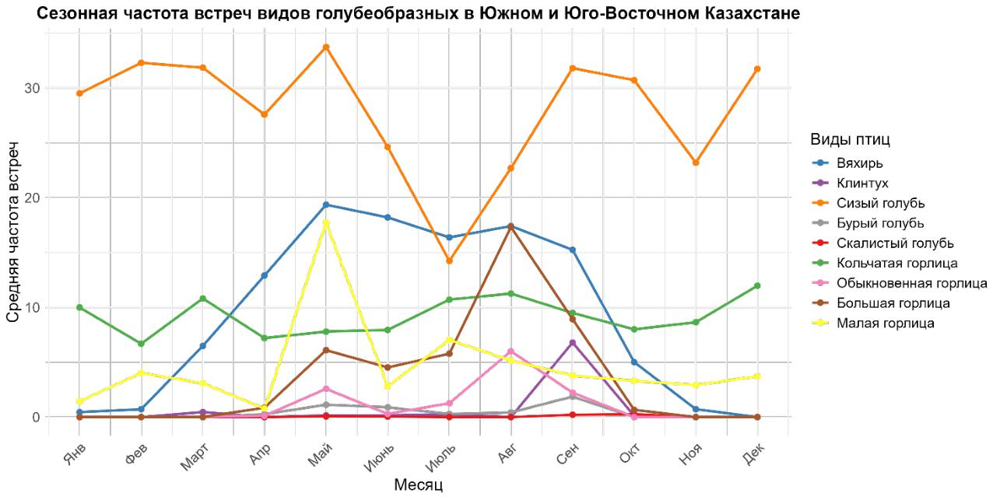 Сезонная частота встреч видов голубеобразных в Южном и Юго-Восточном Казахстане
Средняя частота встреч
30
20
10
0
Янв
Фев
Март
Апр
Май
Июнь
Июль
Авг
Сен
Окт
Ноя
Дек
Месяц
Виды птиц
Вяхирь
Клинтух
Сизый голубь
Бурый голубь
Скалистый голубь
Кольчатая горлица
Обыкновенная горлица
Большая горлица
Малая горлица